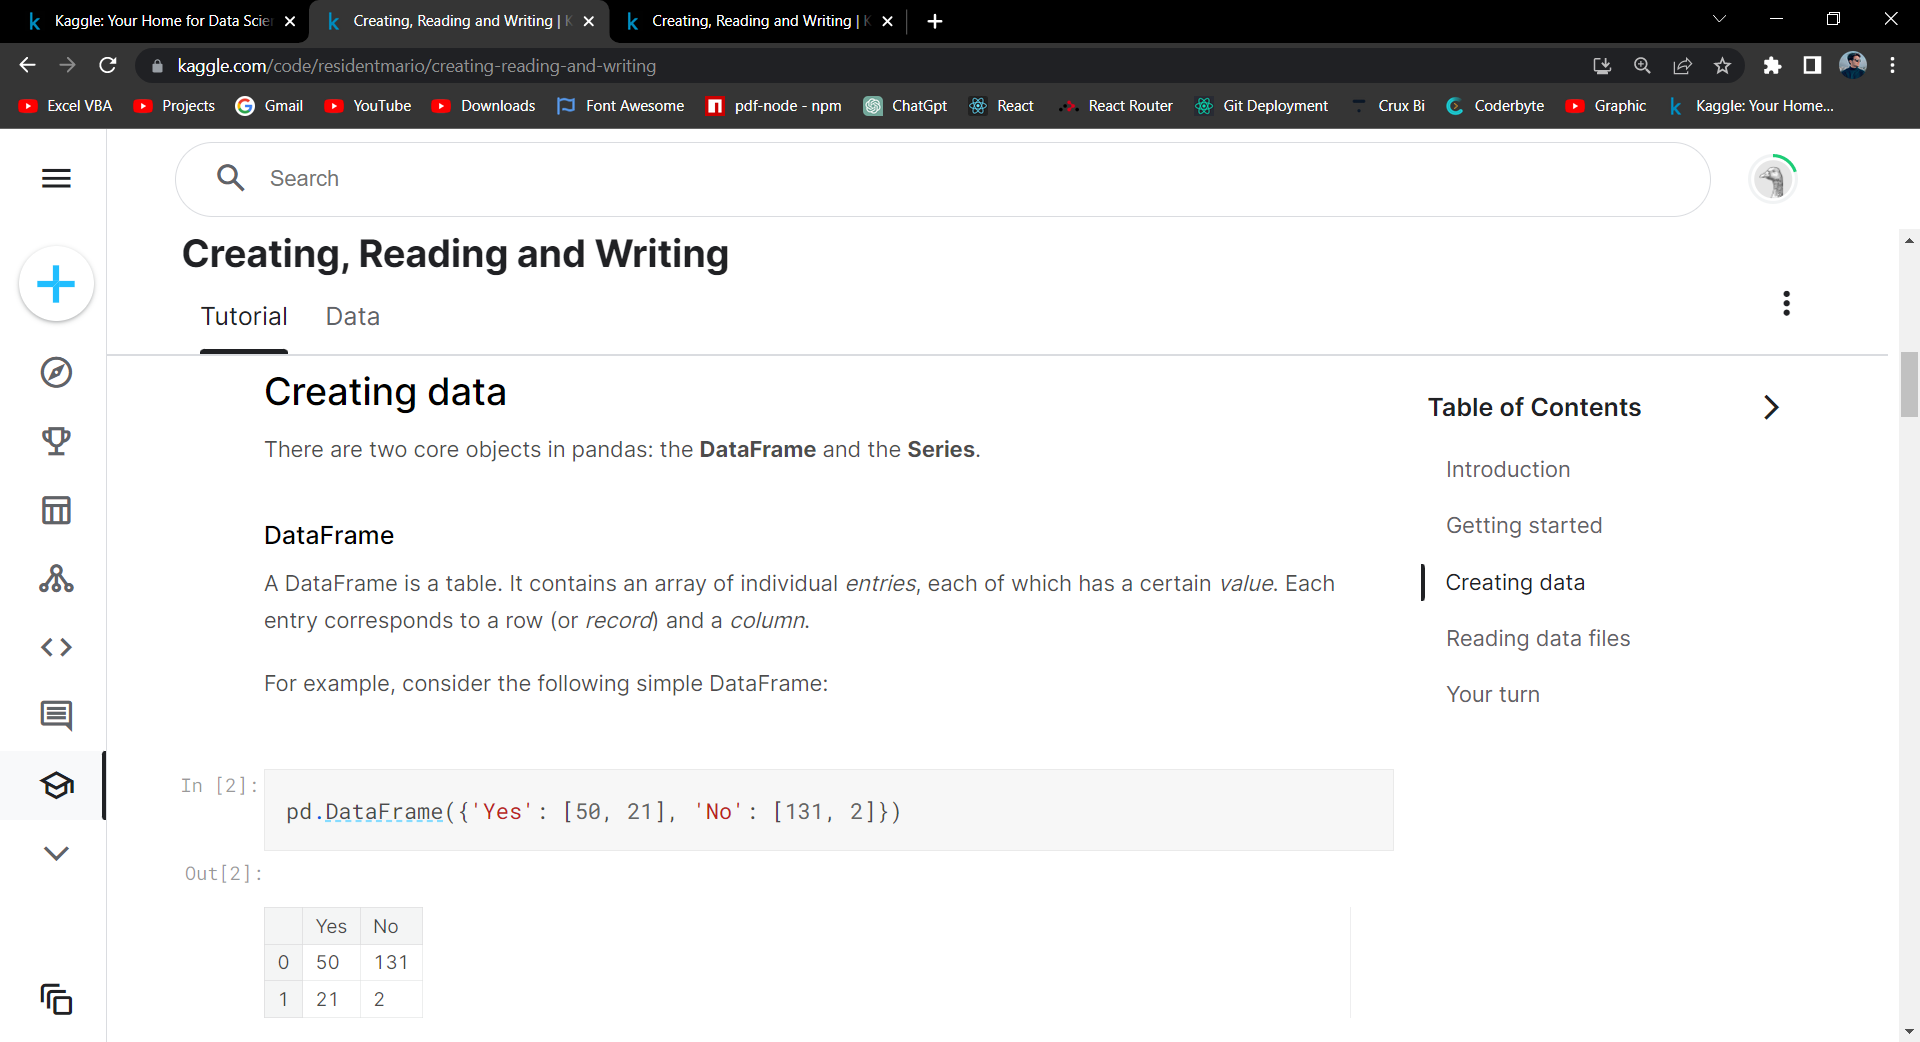 Kaggle: Your Home for Data Scie
Creating, Reading and Writing | K
Creating, Reading and Writing | K
kaggle.com/code/residentmario/creating-reading-and-writing
Excel VBA
Projects
Gmail
YouTube
Downloads
Font Awesome
pdf-node - npm
ChatGpt
React
React Router
Git Deployment
Crux Bi
Coderbyte
Graphic
Kaggle: Your Home...
Search
Creating, Reading and Writing
Tutorial
Data
Creating data
There are two core objects in pandas: the DataFrame and the Series.
DataFrame
A DataFrame is a table. It contains an array of individual entries, each of which has a certain value. Each
entry corresponds to a row (or record) and a column.
For example, consider the following simple DataFrame:
In [2]:
pd.DataFrame({'Yes': [50, 21], 'No': [131, 2]})
Out[2]:
Yes No
0 50 131
1 21 2
Table of Contents
Introduction
Getting started
Creating data
Reading data files
Your turn